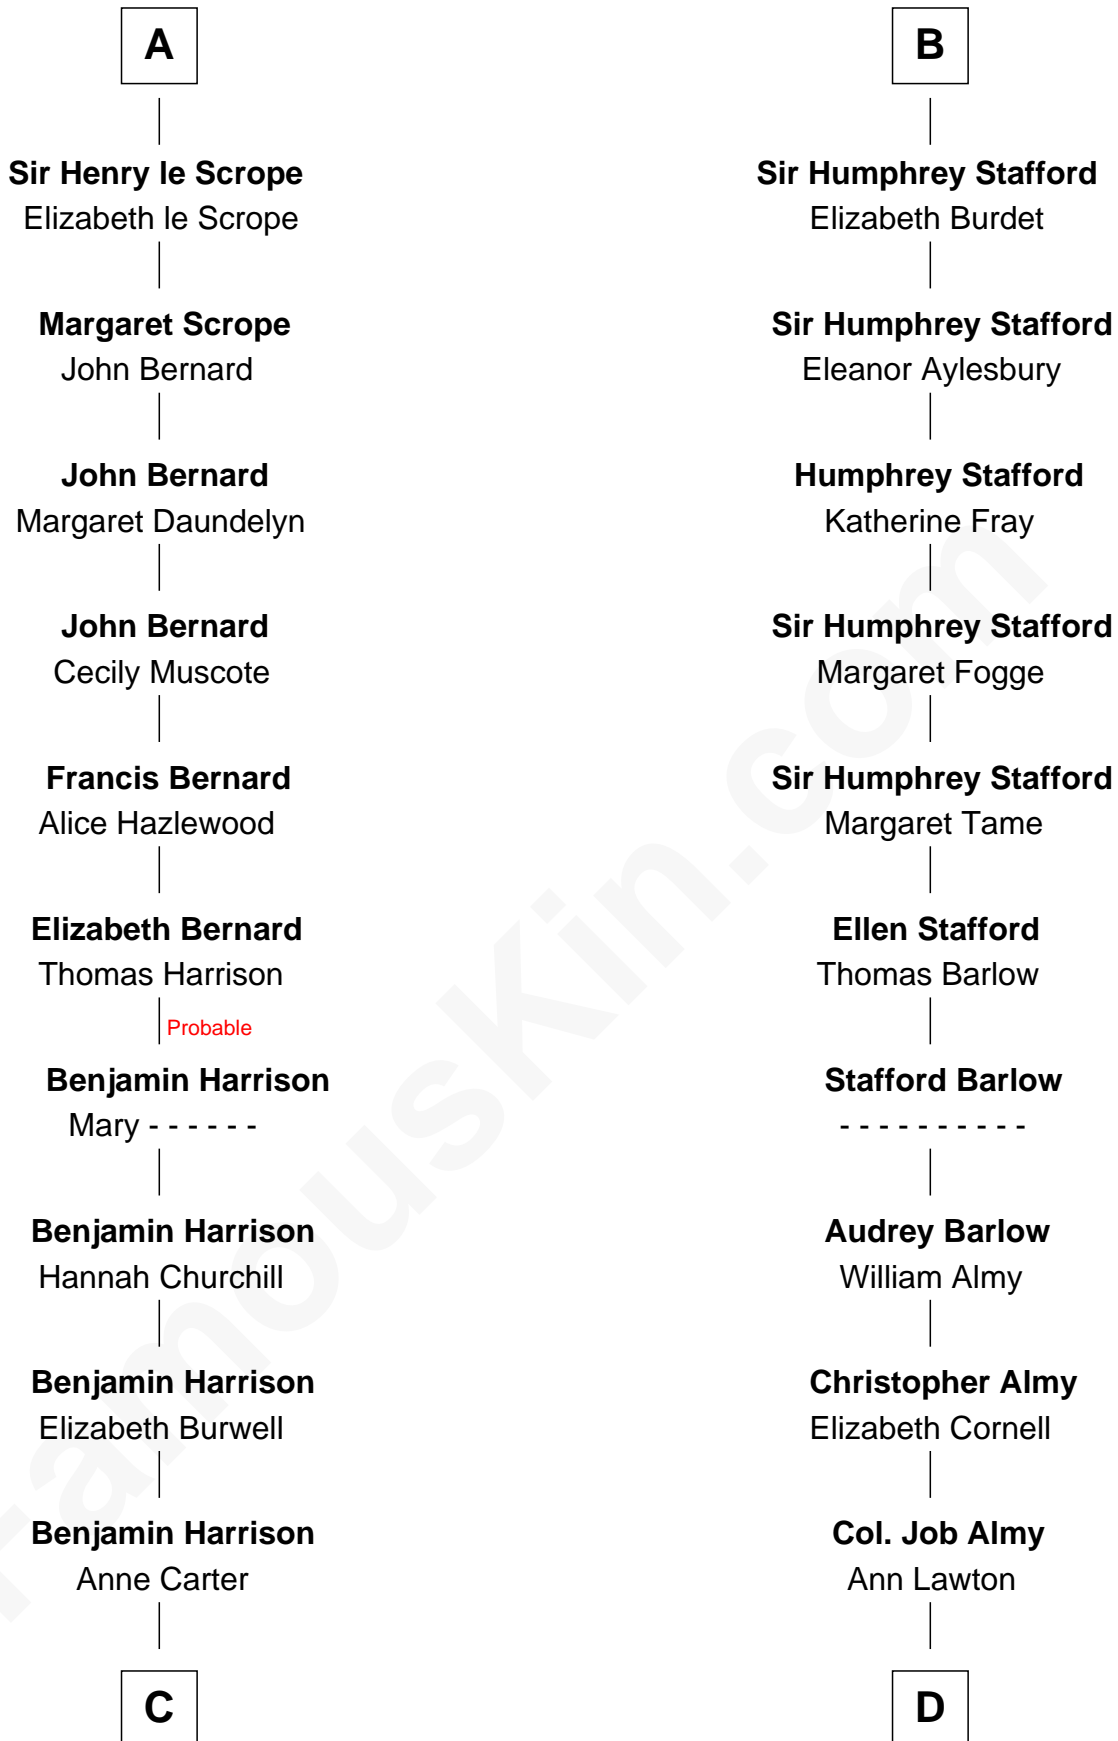 A
Sir Henry le Scrope
Elizabeth le Scrope
Margaret Scrope
John Bernard
John Bernard
Margaret Daundelyn
John Bernard
Cecily Muscote
Francis Bernard
Alice Hazlewood
Elizabeth Bernard
Thomas Harrison
Probable
Benjamin Harrison
Mary - - - - - -
Benjamin Harrison
Hannah Churchill
Benjamin Harrison
Elizabeth Burwell
Benjamin Harrison
Anne Carter
C
B
Sir Humphrey Stafford
Elizabeth Burdet
Sir Humphrey Stafford
Eleanor Aylesbury
Humphrey Stafford
Katherine Fray
Sir Humphrey Stafford
Margaret Fogge
Sir Humphrey Stafford
Margaret Tame
Ellen Stafford
Thomas Barlow
Stafford Barlow
- - - - - - - - - -
Audrey Barlow
William Almy
Christopher Almy
Elizabeth Cornell
Col. Job Almy
Ann Lawton
D
FamousKin.com